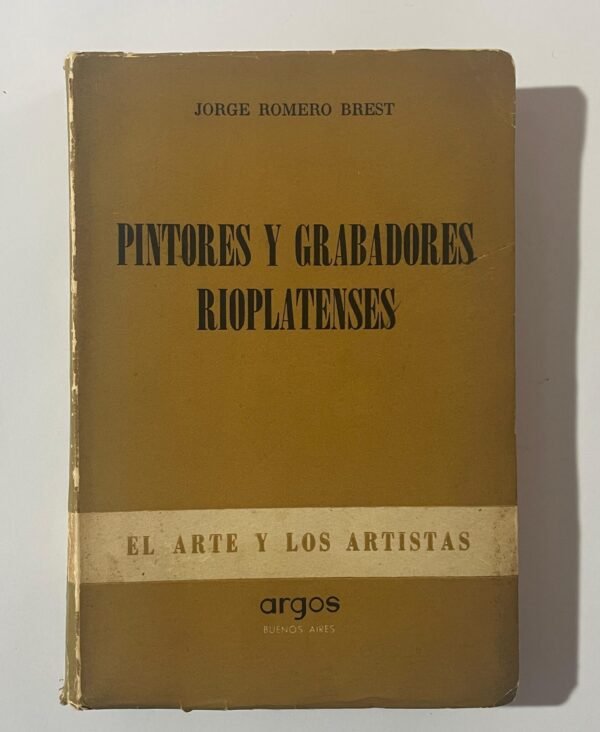 JORGE ROMERO BREST
PINTORES Y GRABADORES
RIOPLATENSES
EL ARTE Y LOS ARTISTAS
argos
BUENOS AIRES